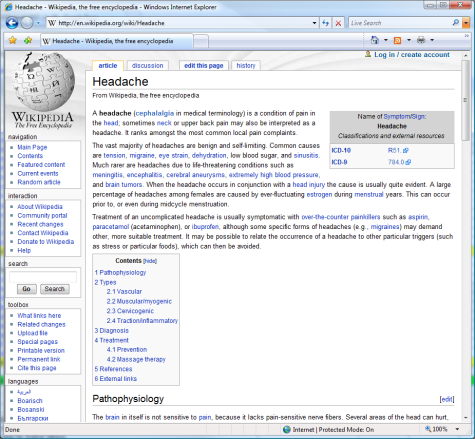 Headache - Wikipedia, the free encyclopedia - Windows Internet Explorer
http://en.wikipedia.org/wiki/Headache
Live Search
Headache - Wikipedia, the free encyclopedia
Log in / create account
article discussion edit this page history
WIKIPEDIA
The Free Encyclopedia
navigation
Main Page
Contents
Featured content
Current events
Random article
interaction
About Wikipedia
Community portal
Recent changes
Contact Wikipedia
Donate to Wikipedia
Help
search
Go Search
toolbox
What links here
Related changes
Upload file
Special pages
Printable version
Permanent link
Cite this page
languages
العربية
Boarisch
Bosanski
Български
Headache
From Wikipedia, the free encyclopedia
A headache (cephalalgia in medical terminology) is a condition of pain in
the head; sometimes neck or upper back pain may also be interpreted as a
headache. It ranks amongst the most common local pain complaints.
Name of Symptom/Sign:
Headache
Classifications and external resources
ICD-10 R51.
ICD-9 784.0
The vast majority of headaches are benign and self-limiting. Common causes
are tension, migraine, eye strain, dehydration, low blood sugar, and sinusitis.
Much rarer are headaches due to life-threatening conditions such as
meningitis, encephalitis, cerebral aneurysms, extremely high blood pressure,
and brain tumors. When the headache occurs in conjunction with a head injury the cause is usually quite evident. A large
percentage of headaches among females are caused by ever-fluctuating estrogen during menstrual years. This can occur
prior to, or even during midcycle menstruation.
Treatment of an uncomplicated headache is usually symptomatic with over-the-counter painkillers such as aspirin,
paracetamol (acetaminophen), or ibuprofen, although some specific forms of headaches (e.g., migraines) may demand
other, more suitable treatment. It may be possible to relate the occurrence of a headache to other particular triggers (such
as stress or particular foods), which can then be avoided.
Contents [hide]
1 Pathophysiology
2 Types
2.1 Vascular
2.2 Muscular/myogenic
2.3 Cervicogenic
2.4 Traction/inflammatory
3 Diagnosis
4 Treatment
4.1 Prevention
4.2 Massage therapy
5 References
6 External links
Pathophysiology [edit]
The brain in itself is not sensitive to pain, because it lacks pain-sensitive nerve fibers. Several areas of the head can hurt,
Done
Internet | Protected Mode: On
100%